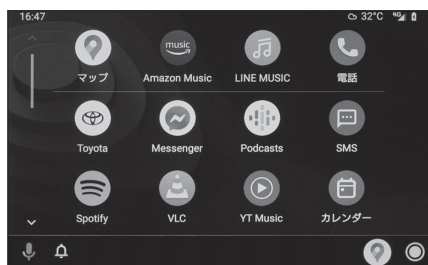 16:47 32°C 4G
music
マップ Amazon Music LINE MUSIC 電話
Toyota Messenger Podcasts SMS
Spotify VLC YT Music カレンダー